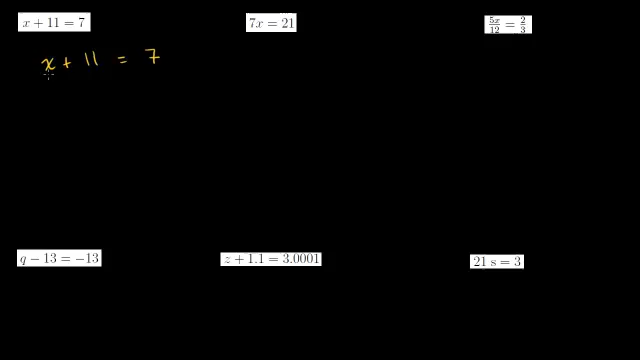 x + 11 = 7
7x = 21
5x/12 = 2/3
x + 11 = 7
q − 13 = −13
z + 1.1 = 3.0001
21 s = 3